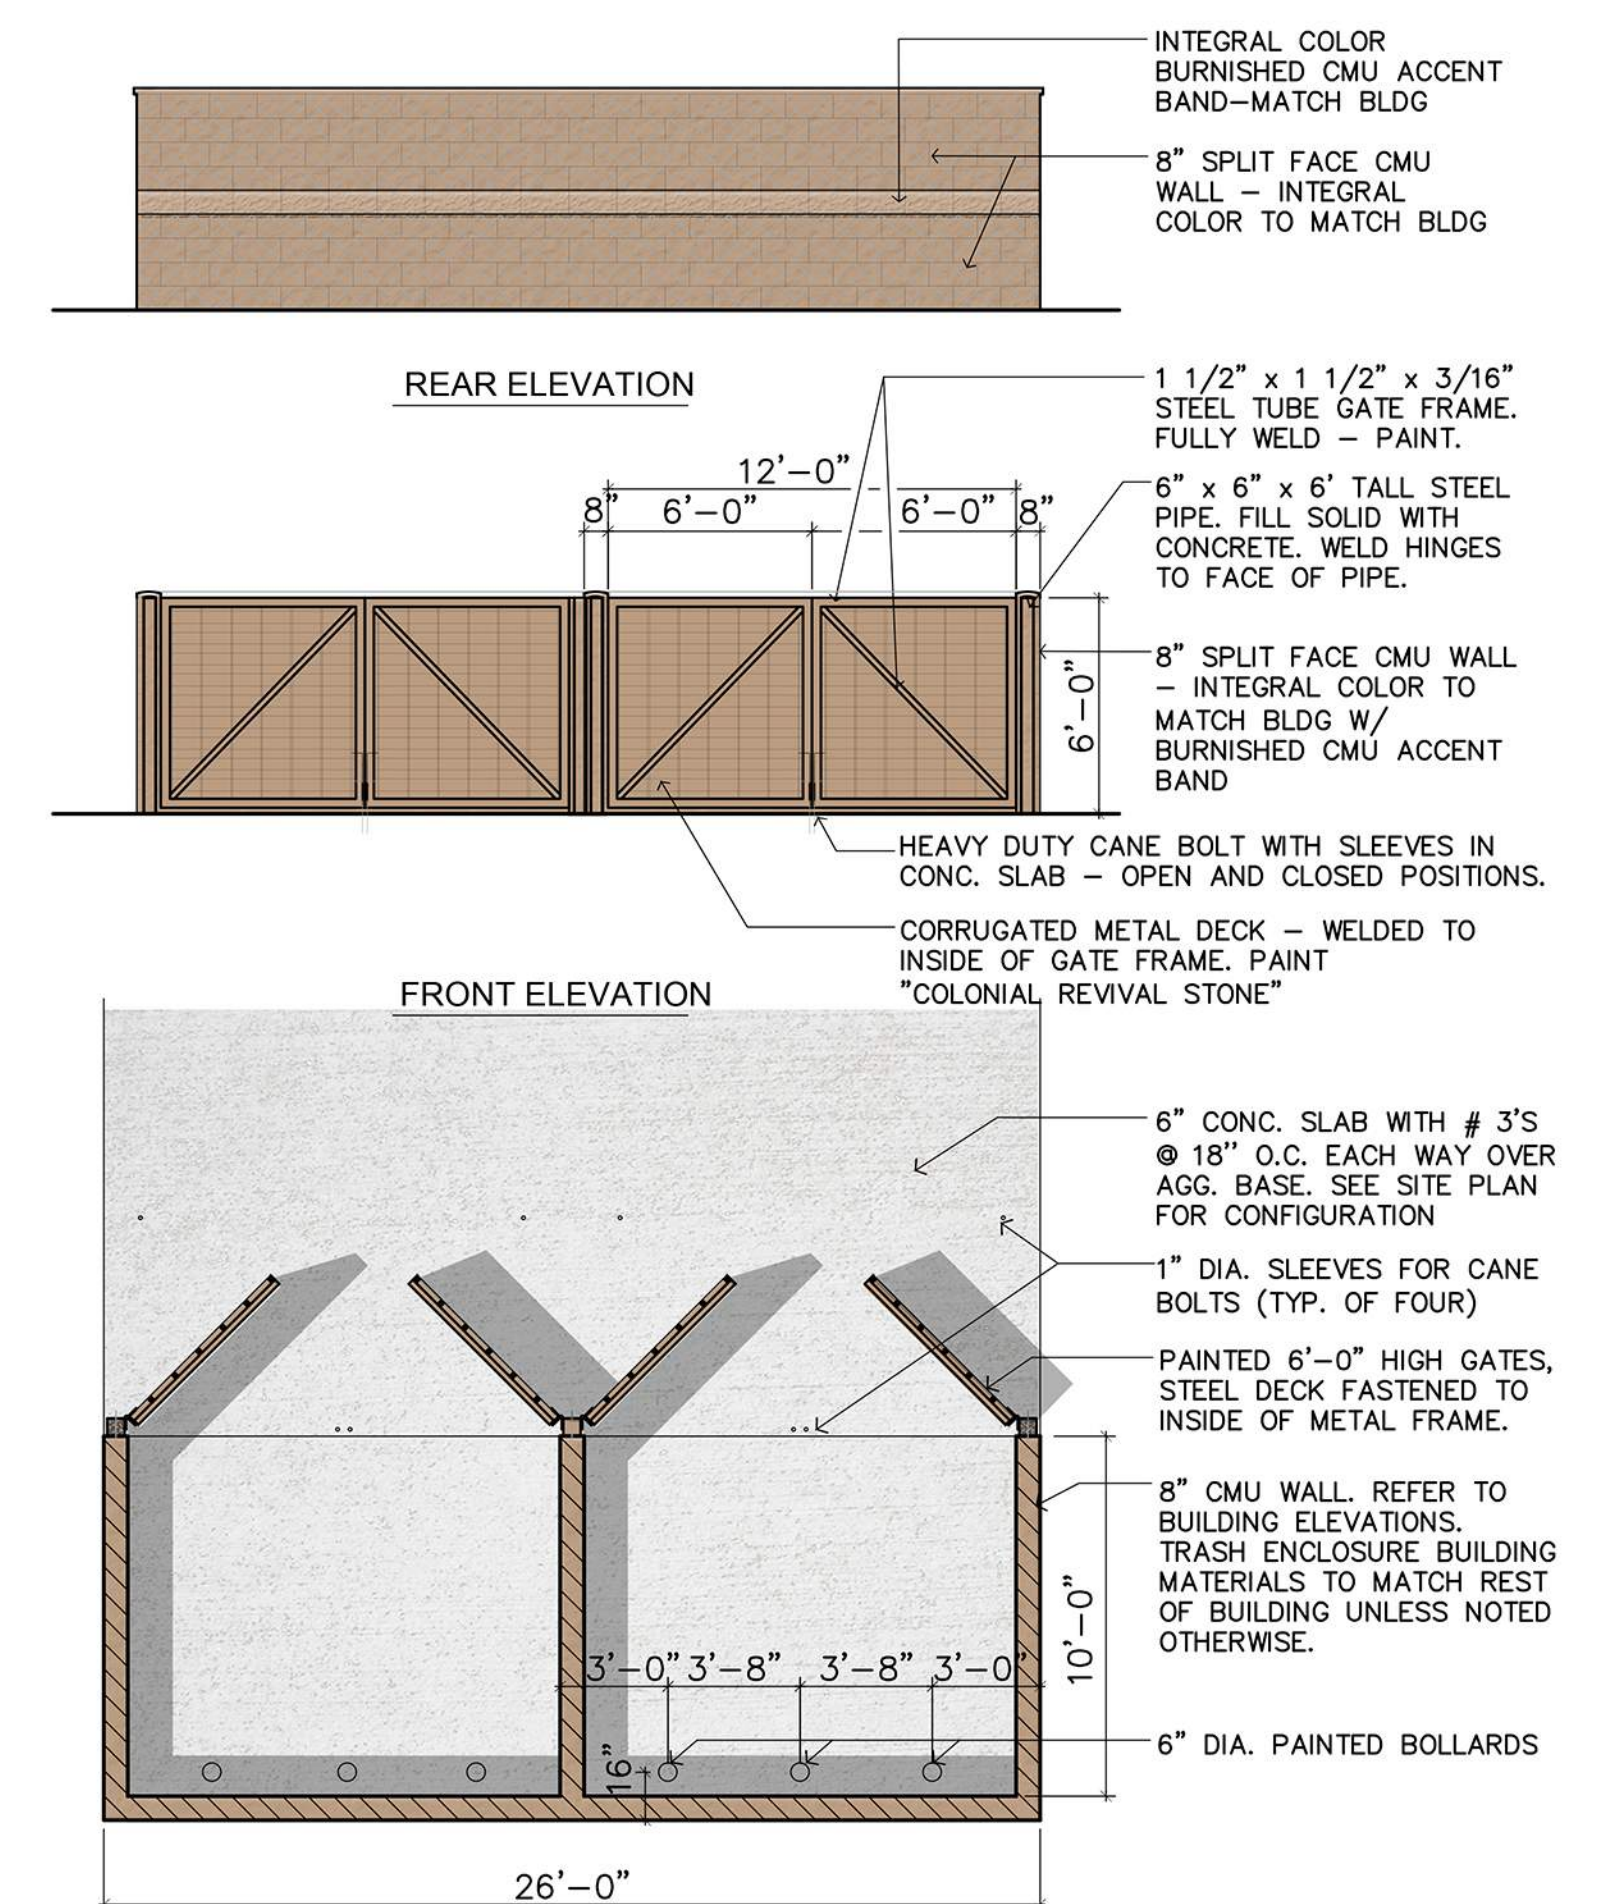 INTEGRAL COLOR
BURNISHED CMU ACCENT
BAND–MATCH BLDG
8" SPLIT FACE CMU
WALL – INTEGRAL
COLOR TO MATCH BLDG
REAR ELEVATION
1 1/2" x 1 1/2" x 3/16"
STEEL TUBE GATE FRAME.
FULLY WELD – PAINT.
12'–0"
8" 6'–0" 6'–0" 8"
6" x 6" x 6' TALL STEEL
PIPE. FILL SOLID WITH
CONCRETE. WELD HINGES
TO FACE OF PIPE.
8" SPLIT FACE CMU WALL
– INTEGRAL COLOR TO
MATCH BLDG W/
BURNISHED CMU ACCENT
BAND
6'–0"
HEAVY DUTY CANE BOLT WITH SLEEVES IN
CONC. SLAB – OPEN AND CLOSED POSITIONS.
CORRUGATED METAL DECK – WELDED TO
INSIDE OF GATE FRAME. PAINT
"COLONIAL REVIVAL STONE"
FRONT ELEVATION
6" CONC. SLAB WITH # 3'S
@ 18" O.C. EACH WAY OVER
AGG. BASE. SEE SITE PLAN
FOR CONFIGURATION
1" DIA. SLEEVES FOR CANE
BOLTS (TYP. OF FOUR)
PAINTED 6'–0" HIGH GATES,
STEEL DECK FASTENED TO
INSIDE OF METAL FRAME.
8" CMU WALL. REFER TO
BUILDING ELEVATIONS.
TRASH ENCLOSURE BUILDING
MATERIALS TO MATCH REST
OF BUILDING UNLESS NOTED
OTHERWISE.
10'–0"
3'–0" 3'–8" 3'–8" 3'–0"
16"
6" DIA. PAINTED BOLLARDS
26'–0"